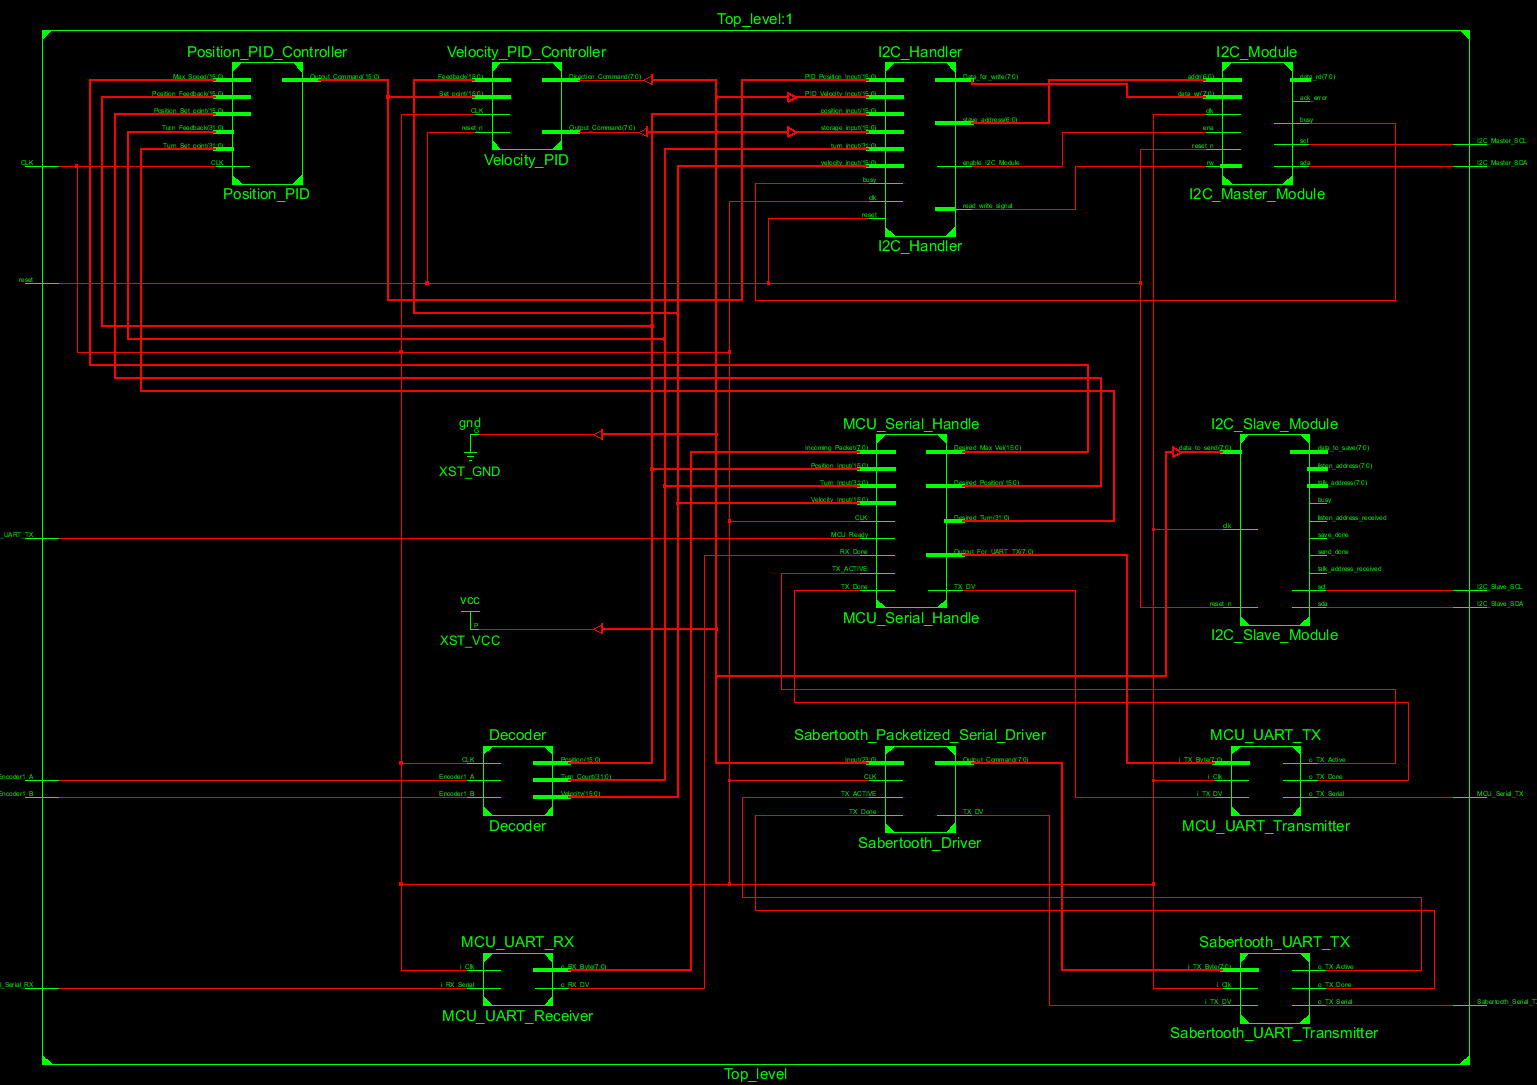 Top_level:1
Position_PID_Controller
Max_Speed(15:0)
Position_Feedback(15:0)
Position_Set_point(15:0)
Turn_Feedback(31:0)
Turn_Set_point(31:0)
CLK
Output_Command(15:0)
Position_PID
Velocity_PID_Controller
Feedback(15:0)
Set_point(15:0)
CLK
reset_n
Direction_Command(7:0)
Output_Command(7:0)
Velocity_PID
I2C_Handler
PID_Position_Input(15:0)
PID_Velocity_Input(15:0)
position_input(15:0)
storage_input(15:0)
turn_input(31:0)
velocity_input(15:0)
busy
clk
reset
Data_for_write(7:0)
slave_address(6:0)
enable_I2C_Module
read_write_signal
I2C_Handler
I2C_Module
addr(6:0)
data_wr(7:0)
clk
ena
reset_n
rw
data_rd(7:0)
ack_error
busy
scl
sda
I2C_Master_Module
I2C_Master_SCL
I2C_Master_SDA
CLK
reset
gnd
G
XST_GND
MCU_Serial_Handle
Incoming_Packet(7:0)
Position_Input(15:0)
Turn_Input(31:0)
Velocity_Input(15:0)
CLK
MCU_Ready
RX_Done
TX_ACTIVE
TX_Done
Desired_Max_Vel(15:0)
Desired_Position(15:0)
Desired_Turn(31:0)
Output_For_UART_TX(7:0)
TX_DV
MCU_Serial_Handle
I2C_Slave_Module
data_to_send(7:0)
clk
reset_n
data_to_save(7:0)
listen_address(7:0)
talk_address(7:0)
busy
listen_address_received
save_done
send_done
talk_address_received
scl
sda
I2C_Slave_Module
I2C_Slave_SCL
I2C_Slave_SDA
_UART_TX
vcc
P
XST_VCC
Decoder
CLK
Encoder1_A
Encoder1_B
Position(15:0)
Turn_Count(31:0)
Velocity(15:0)
Decoder
Encoder1_A
Encoder1_B
Sabertooth_Packetized_Serial_Driver
CLK
TX_ACTIVE
TX_Done
Output_Command(7:0)
TX_DV
Sabertooth_Driver
MCU_UART_TX
i_TX_Byte(7:0)
i_Clk
i_TX_DV
o_TX_Active
o_TX_Done
o_TX_Serial
MCU_UART_Transmitter
MCU_Serial_TX
MCU_UART_RX
i_Clk
i_RX_Serial
o_RX_Byte(7:0)
o_RX_DV
MCU_UART_Receiver
_Serial_RX
Sabertooth_UART_TX
i_TX_Byte(7:0)
i_Clk
i_TX_DV
o_TX_Active
o_TX_Done
o_TX_Serial
Sabertooth_UART_Transmitter
Sabertooth_Serial_T
Top_level